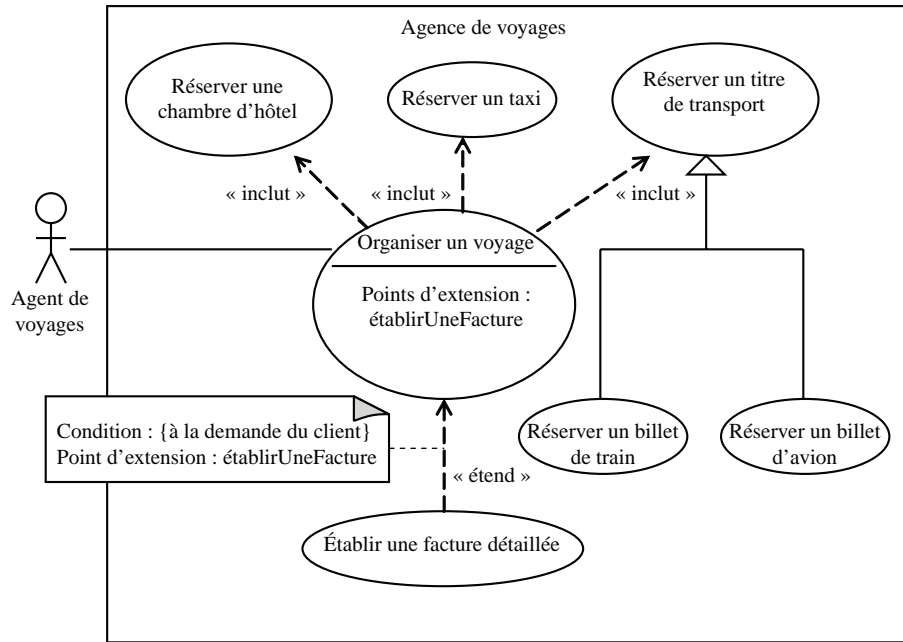 Agence de voyages
Réserver une
chambre d’hôtel
Réserver un taxi
Réserver un titre
de transport
« inclut »
« inclut »
« inclut »
Agent de
voyages
Organiser un voyage
Points d’extension :
établirUneFacture
Condition : {à la demande du client}
Point d’extension : établirUneFacture
« étend »
Réserver un billet
de train
Réserver un billet
d’avion
Établir une facture détaillée